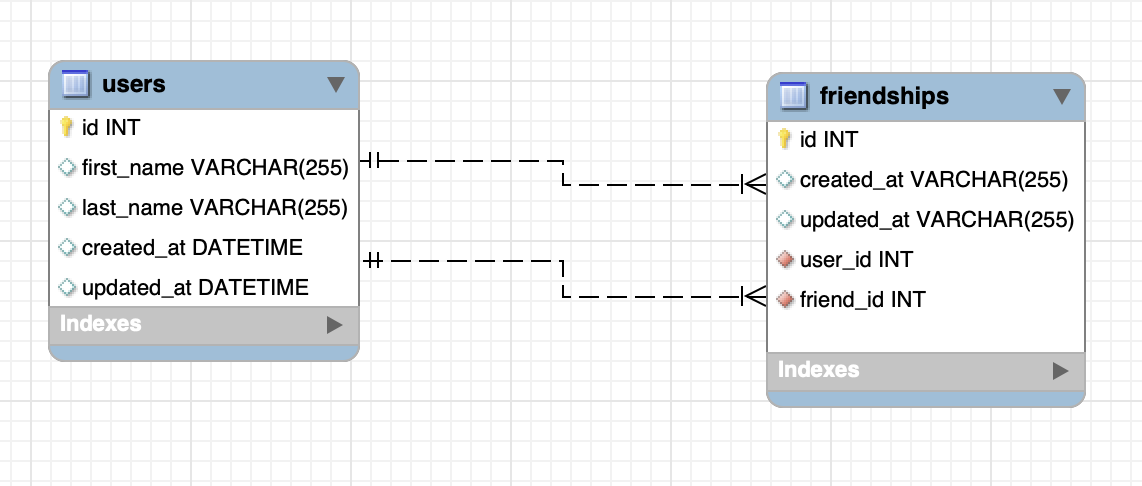 users
id INT
first_name VARCHAR(255)
last_name VARCHAR(255)
created_at DATETIME
updated_at DATETIME
Indexes
friendships
id INT
created_at VARCHAR(255)
updated_at VARCHAR(255)
user_id INT
friend_id INT
Indexes